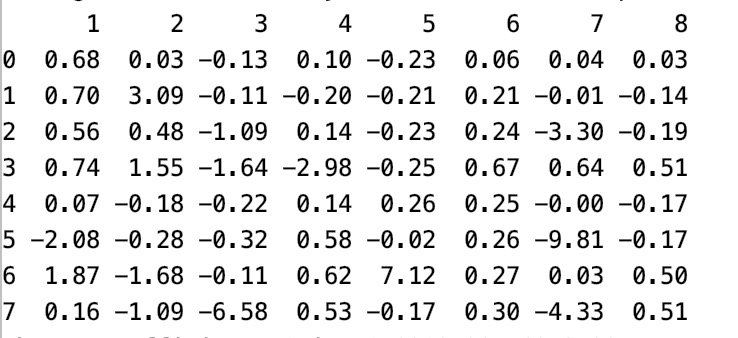 1 2 3 4 5 6 7 8
0 0.68 0.03 -0.13 0.10 -0.23 0.06 0.04 0.03
1 0.70 3.09 -0.11 -0.20 -0.21 0.21 -0.01 -0.14
2 0.56 0.48 -1.09 0.14 -0.23 0.24 -3.30 -0.19
3 0.74 1.55 -1.64 -2.98 -0.25 0.67 0.64 0.51
4 0.07 -0.18 -0.22 0.14 0.26 0.25 -0.00 -0.17
5 -2.08 -0.28 -0.32 0.58 -0.02 0.26 -9.81 -0.17
6 1.87 -1.68 -0.11 0.62 7.12 0.27 0.03 0.50
7 0.16 -1.09 -6.58 0.53 -0.17 0.30 -4.33 0.51